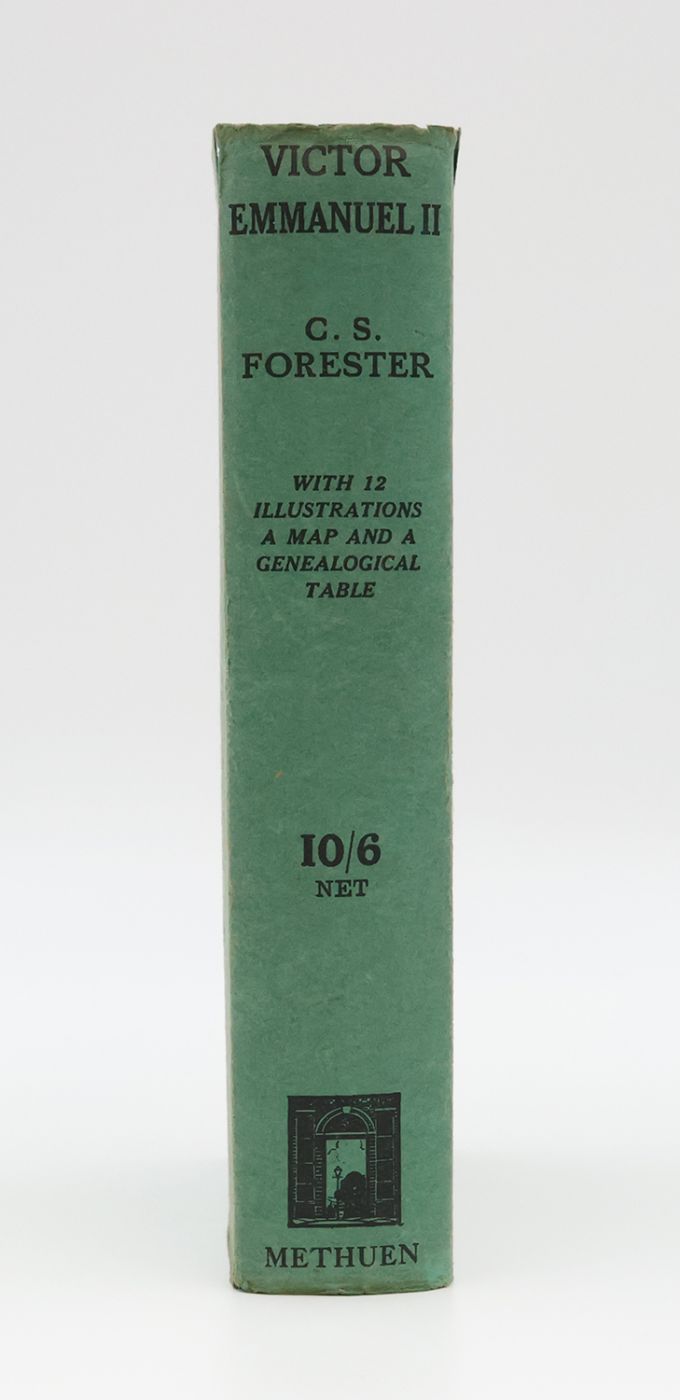 VICTOR
EMMANUEL II
C. S.
FORESTER
WITH 12
ILLUSTRATIONS
A MAP AND A
GENEALOGICAL
TABLE
10/6
NET
METHUEN